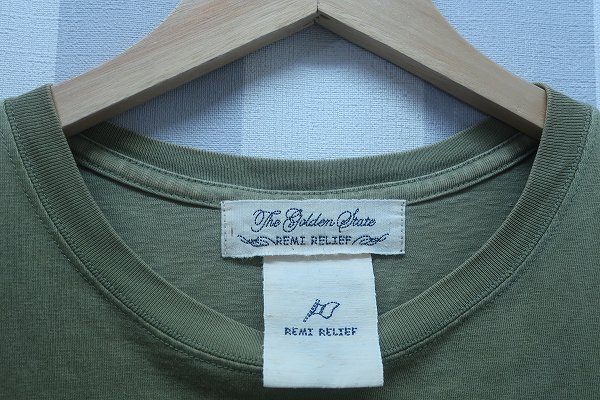 The Golden State
REMI RELIEF
REMI RELIEF